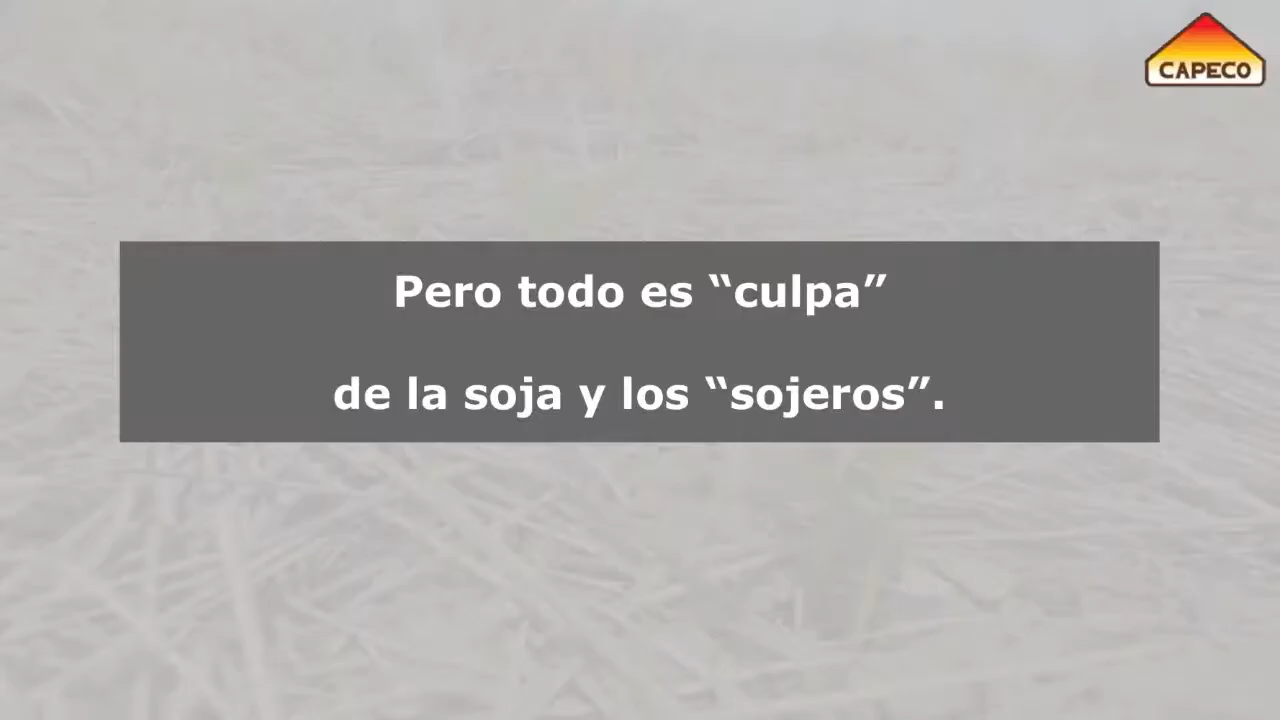 CAPECO
Pero todo es “culpa”
de la soja y los “sojeros”.